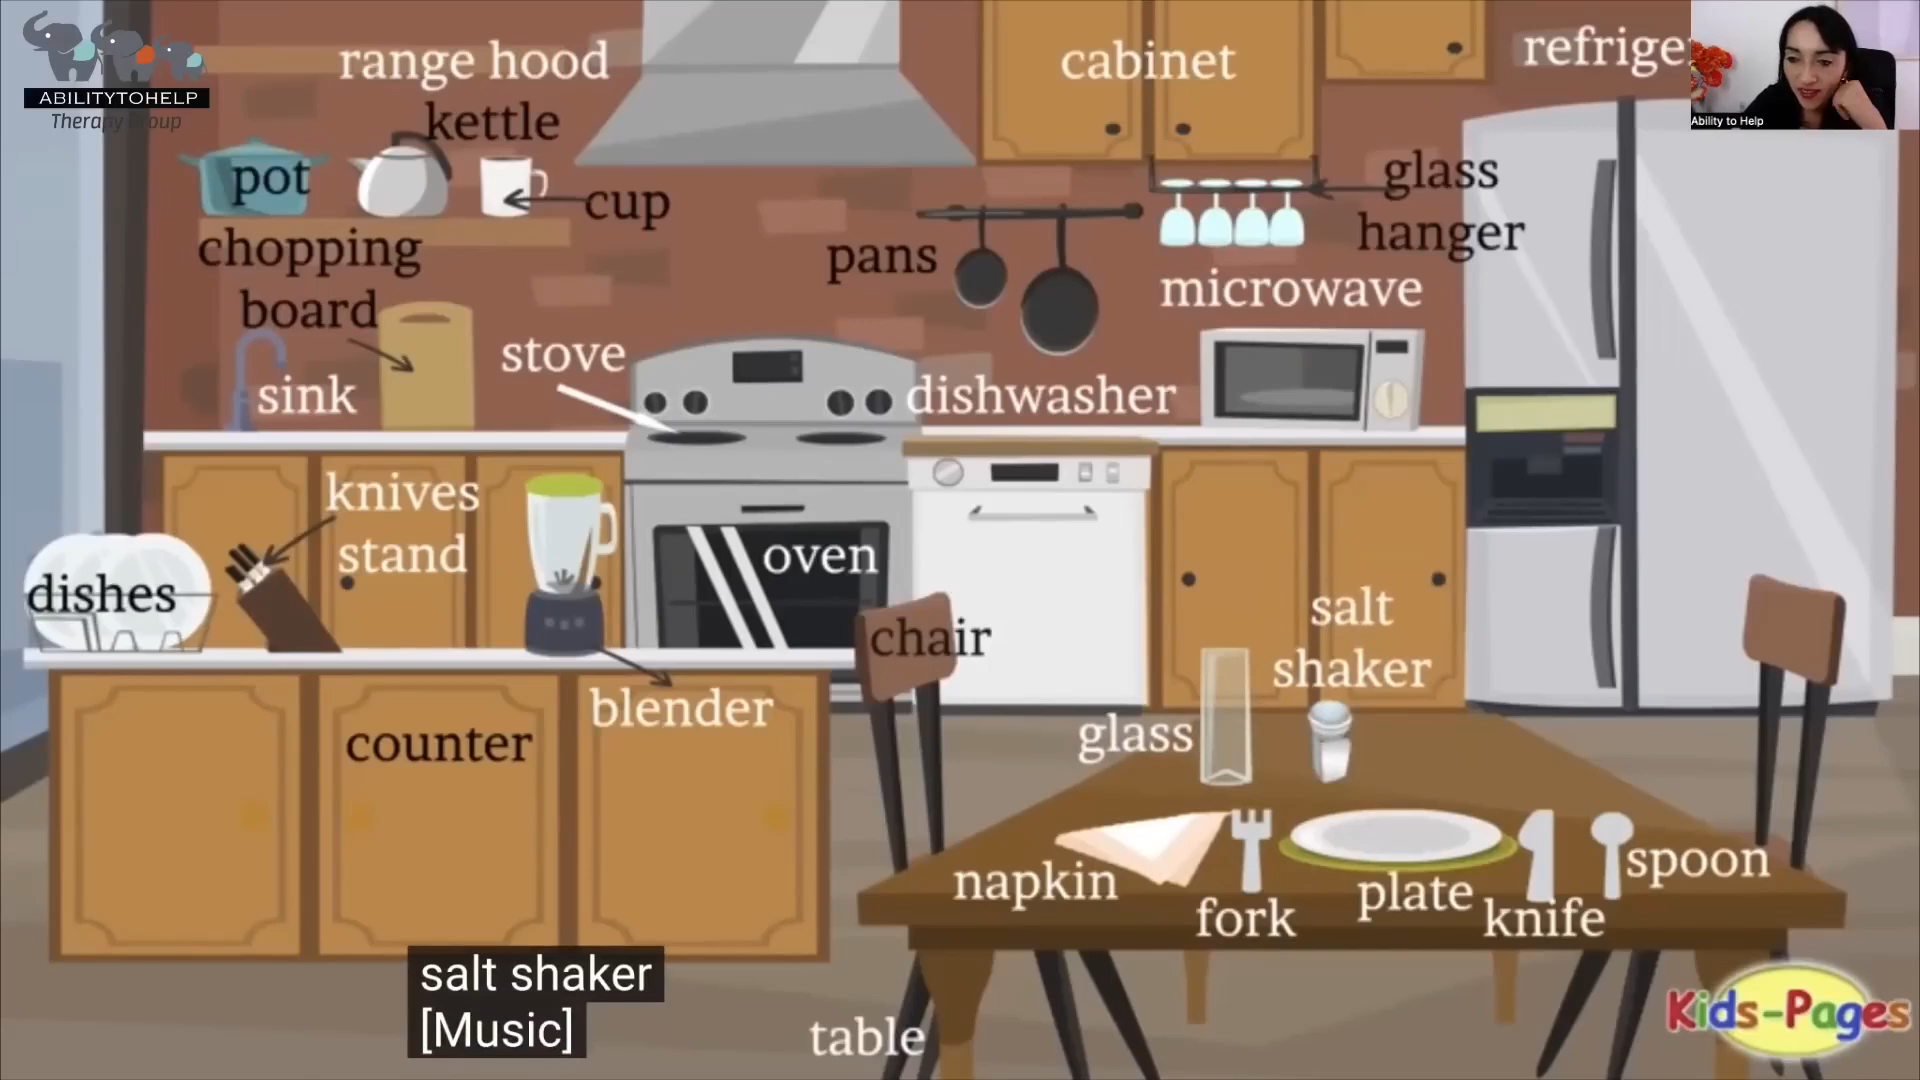 ABILITYTOHELP
Therapy Group
range hood
cabinet
refrige
Ability to Help
kettle
pot
cup
glass
hanger
chopping
board
pans
microwave
stove
sink
dishwasher
knives
stand
oven
dishes
chair
salt
shaker
blender
glass
counter
napkin
fork
plate
knife
spoon
salt shaker
[Music]
table
Kids-Pages